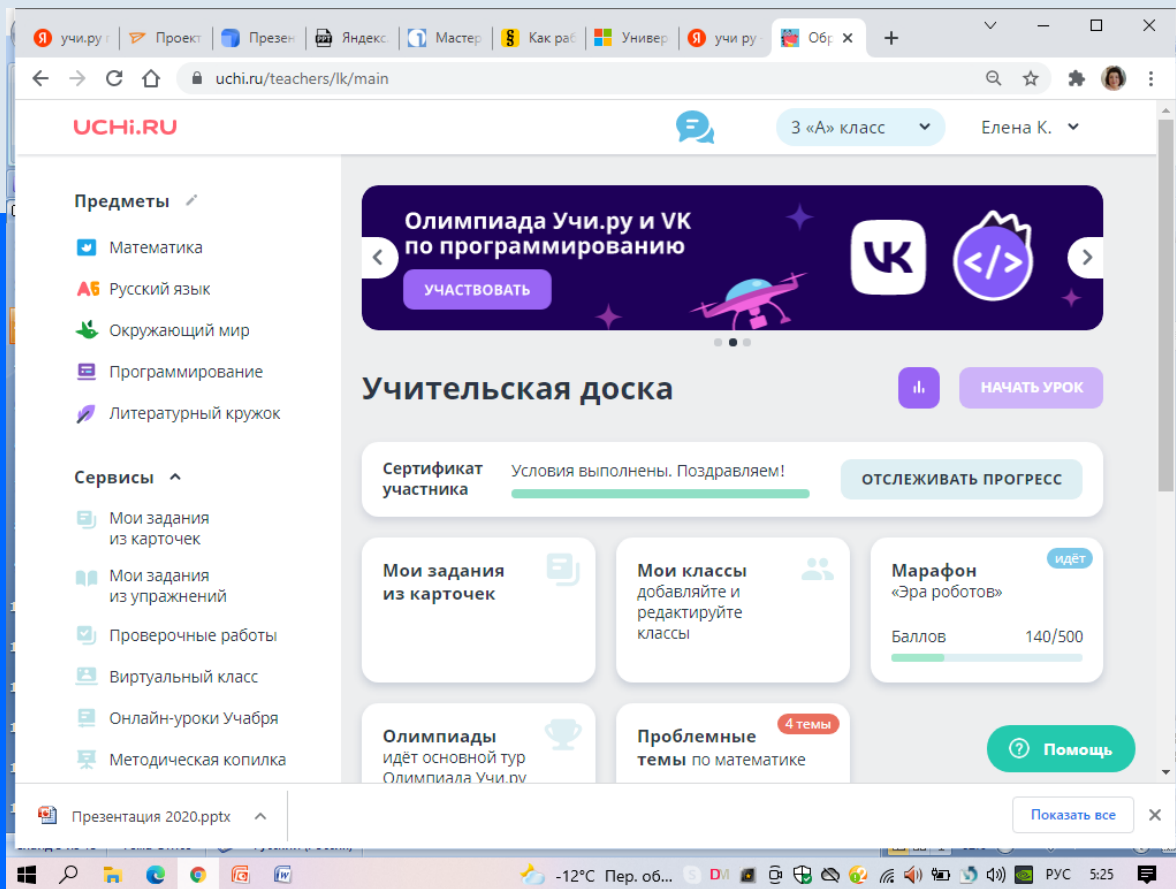 учи.ру
Проект
Презен
Яндекс.
Мастер
Как раб
Универ
учи ру -
Обр
uchi.ru/teachers/lk/main
UCHi.RU
3 «А» класс
Елена К.
Предметы
Математика
АБ Русский язык
Окружающий мир
Программирование
Литературный кружок
Сервисы
Мои задания
из карточек
Мои задания
из упражнений
Проверочные работы
Виртуальный класс
Онлайн-уроки Учабря
Методическая копилка
Олимпиада Учи.ру и VK
по программированию
УЧАСТВОВАТЬ
VK
</>
Учительская доска
НАЧАТЬ УРОК
Сертификат
участника
Условия выполнены. Поздравляем!
ОТСЛЕЖИВАТЬ ПРОГРЕСС
Мои задания
из карточек
Мои классы
добавляйте и
редактируйте
классы
идёт
Марафон
«Эра роботов»
Баллов 140/500
Олимпиады
идёт основной тур
Олимпиада Учи.ру
4 темы
Проблемные
темы по математике
Помощь
Презентация 2020.pptx
Показать все
-12°C Пер. об...
РУС
5:25